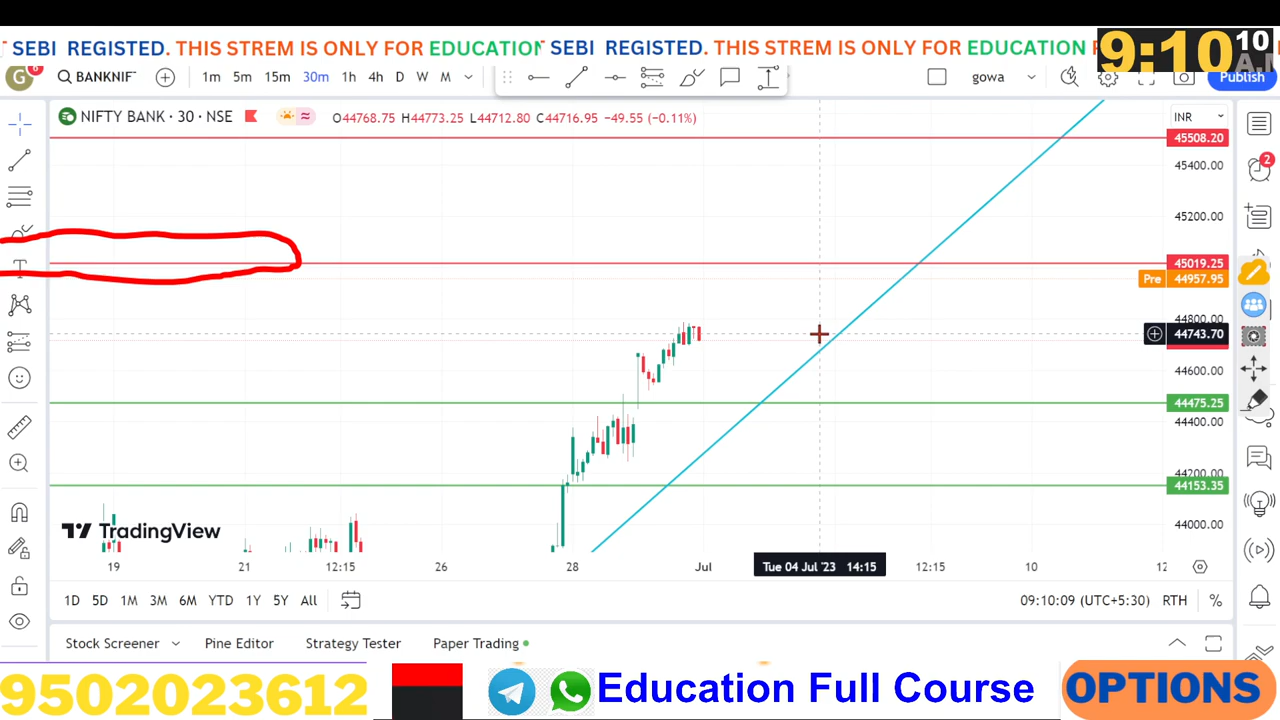 SEBI REGISTED. THIS STREM IS ONLY FOR EDUCATION SEBI REGISTED. THIS STREM IS ONLY FOR EDUCATION
9:10 10 A.M
G 6 BANKNIF 1m 5m 15m 30m 1h 4h D W M gowa Publish
NIFTY BANK · 30 · NSE O44768.75 H44773.25 L44712.80 C44716.95 −49.55 (−0.11%) INR
45508.20
45400.00
2
45200.00
45019.25
Pre 44957.95
44800.00
44743.70
44600.00
44475.25
44400.00
44200.00
44153.35
44000.00
TradingView
19 21 12:15 26 28 Jul Tue 04 Jul '23 14:15 12:15 10 12
1D 5D 1M 3M 6M YTD 1Y 5Y All 09:10:09 (UTC+5:30) RTH %
Stock Screener Pine Editor Strategy Tester Paper Trading
9502023612 Education Full Course OPTIONS